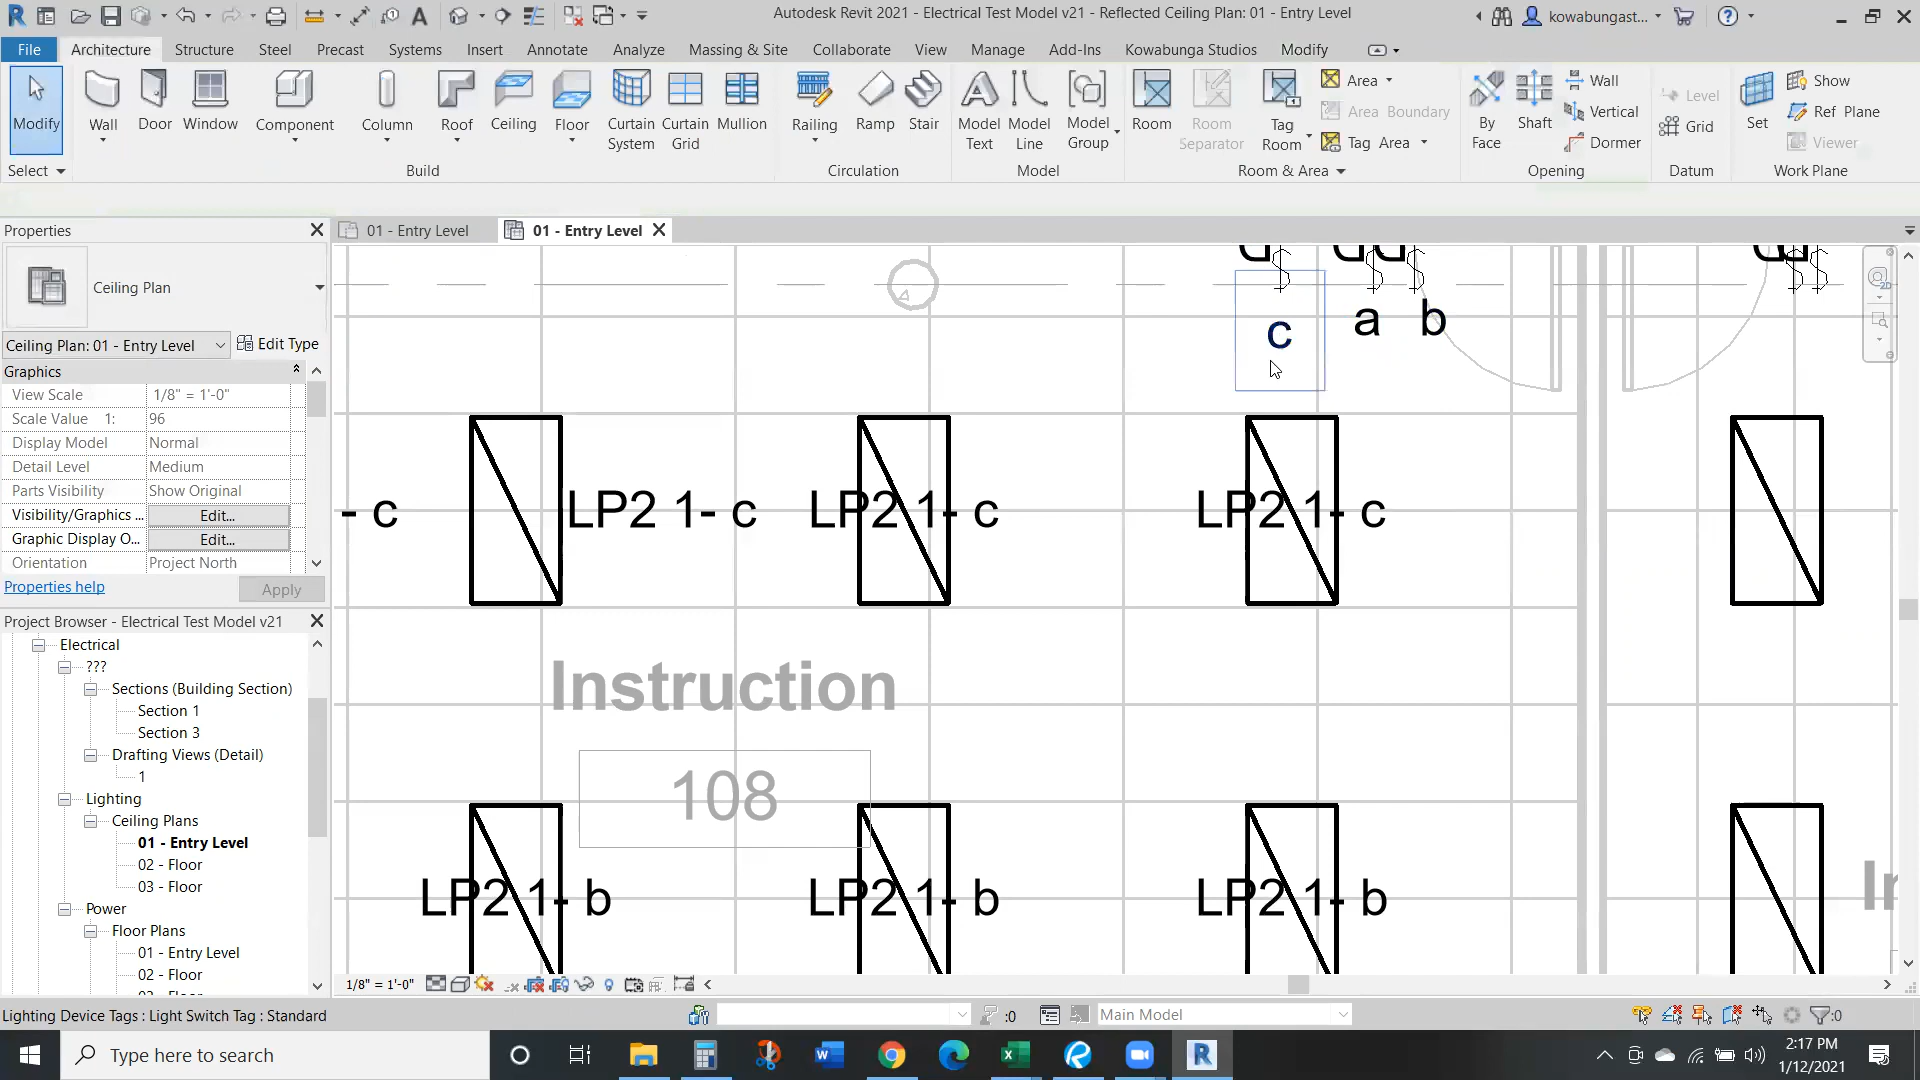 Autodesk Revit 2021 - Electrical Test Model v21 - Reflected Ceiling Plan: 01 - Entry Level
kowabungast...
File Architecture Structure Steel Precast Systems Insert Annotate Analyze Massing & Site Collaborate View Manage Add-Ins Kowabunga Studios Modify
Modify
Wall
Door
Window
Component
Column
Roof
Ceiling
Floor
Curtain System
Curtain Grid
Mullion
Railing
Ramp
Stair
Model Text
Model Line
Model Group
Room
Room Separator
Tag Room
Area
Area Boundary
Tag Area
By Face
Shaft
Wall
Vertical
Dormer
Level
Grid
Set
Show
Ref Plane
Viewer
Select Build Circulation Model Room & Area Opening Datum Work Plane
Properties
01 - Entry Level
01 - Entry Level
Ceiling Plan
Ceiling Plan: 01 - Entry Level
Edit Type
Graphics
View Scale 1/8" = 1'-0"
Scale Value 1: 96
Display Model Normal
Detail Level Medium
Parts Visibility Show Original
Visibility/Graphics ... Edit...
Graphic Display O... Edit...
Orientation Project North
Properties help
Apply
Project Browser - Electrical Test Model v21
Electrical
???
Sections (Building Section)
Section 1
Section 3
Drafting Views (Detail)
1
Lighting
Ceiling Plans
01 - Entry Level
02 - Floor
03 - Floor
Power
Floor Plans
01 - Entry Level
02 - Floor
$ $ $ $ $
c a b
- c LP2 1- c LP2 1- c LP2 1- c
Instruction
108
LP2 1- b LP2 1- b LP2 1- b
1/8" = 1'-0"
Lighting Device Tags : Light Switch Tag : Standard
:0
Main Model
:0
Type here to search
2:17 PM
1/12/2021